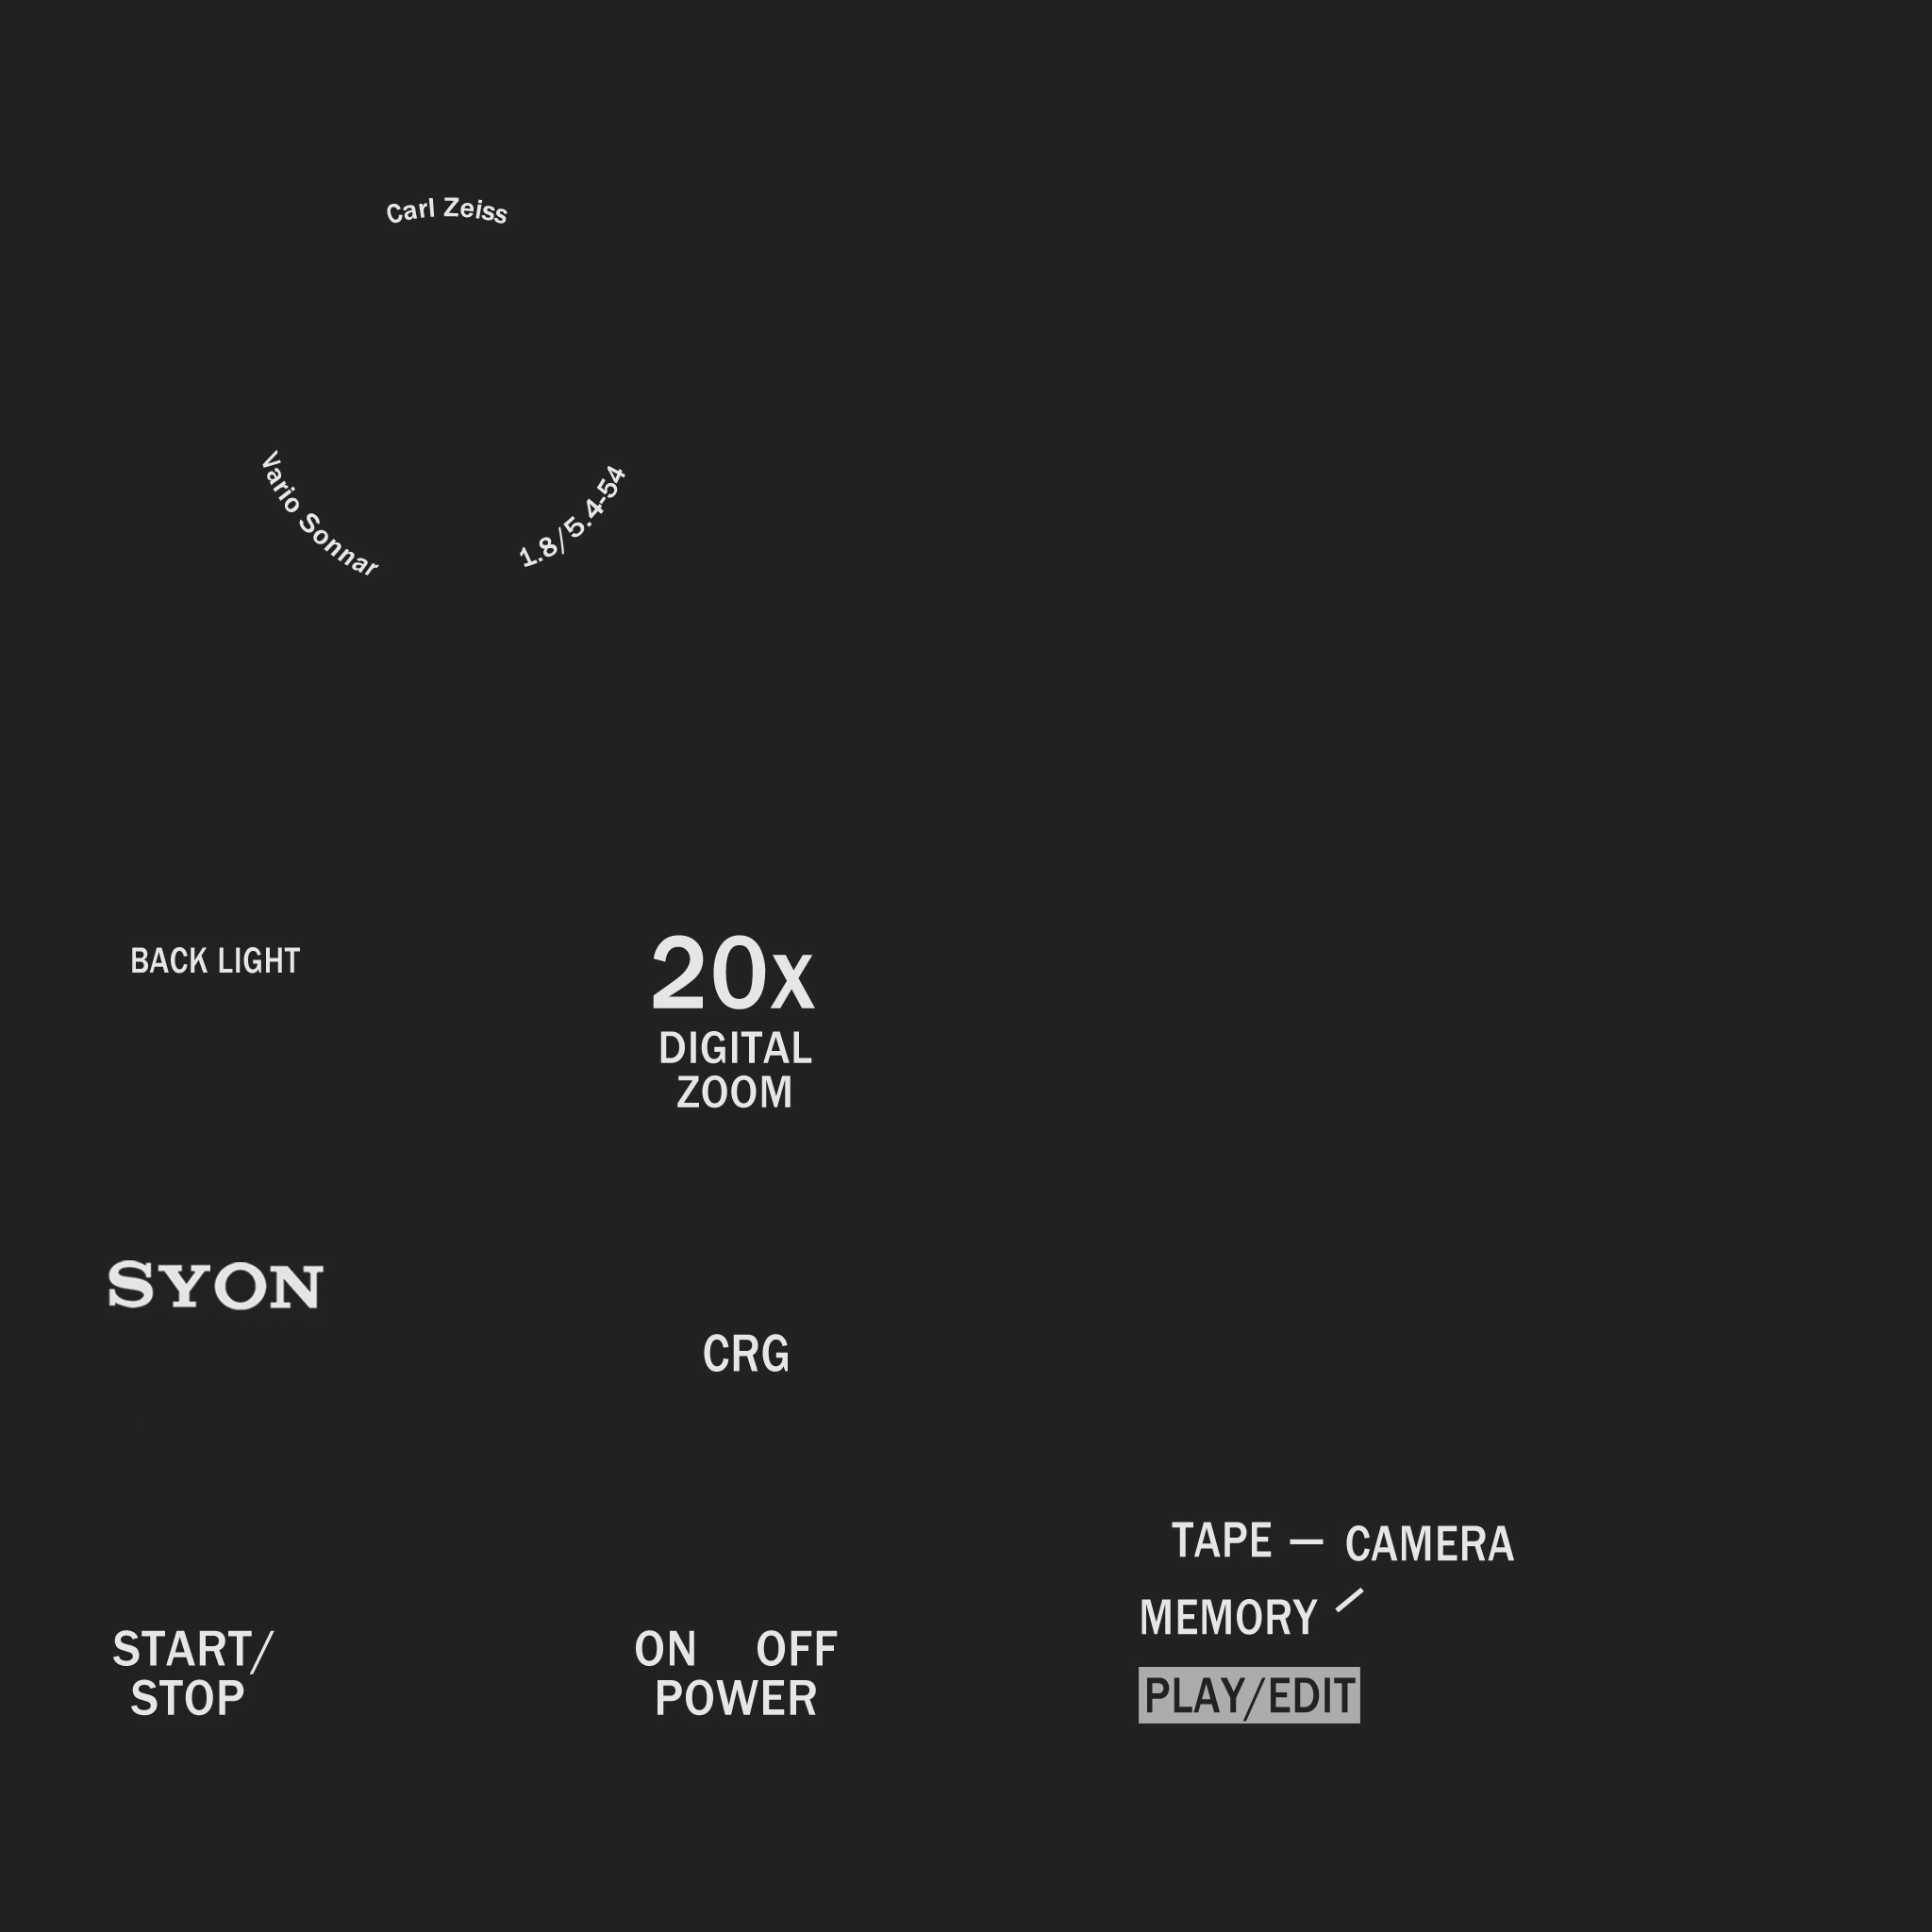 Carl Zeiss
Vario Sonnar
1.8/5.4-54
BACK LIGHT
20x
DIGITAL
ZOOM
SYON
CRG
TAPE — CAMERA
MEMORY
PLAY/EDIT
START/
STOP
ON OFF
POWER